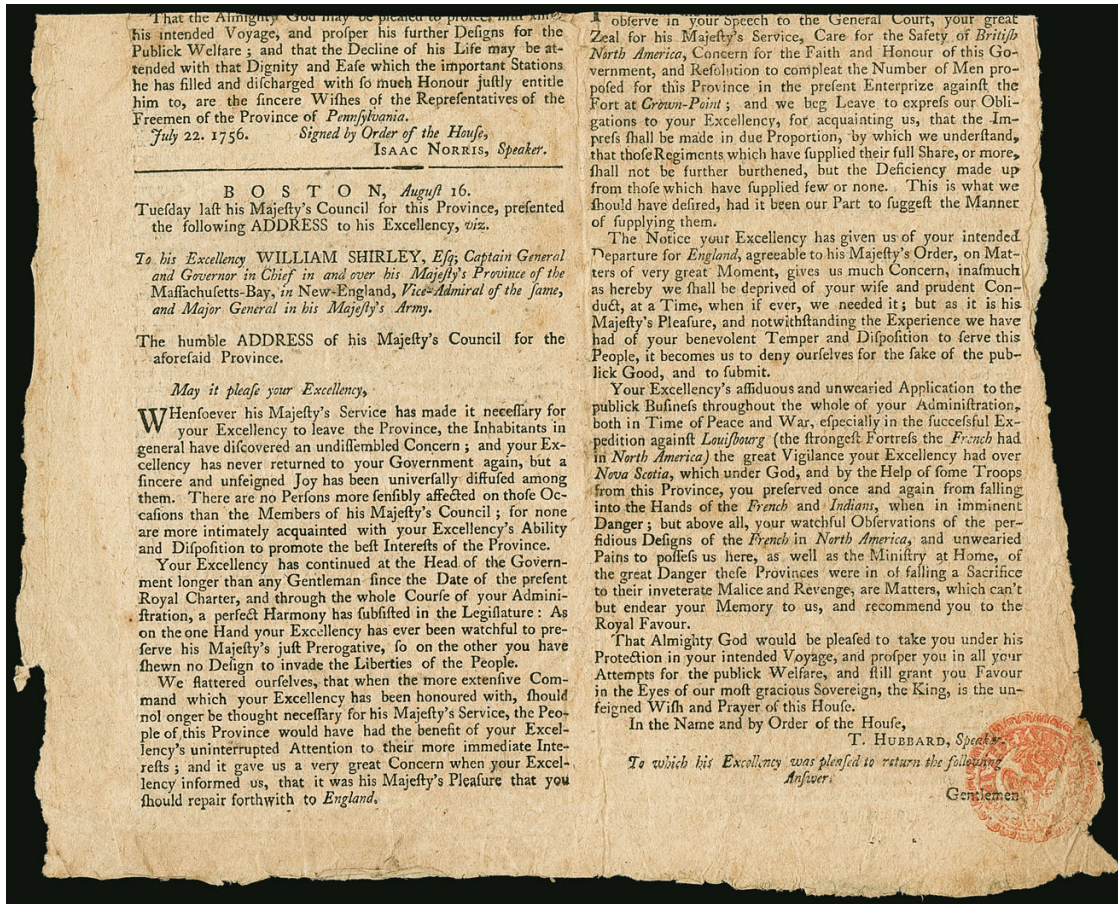 That the Almighty God may be pleaſed to protect him in
his intended Voyage, and proſper his further Deſigns for the
Publick Welfare ; and that the Decline of his Life may be at-
tended with that Dignity and Eaſe which the important Stations
he has filled and diſcharged with ſo much Honour juſtly entitle
him to, are the ſincere Wiſhes of the Repreſentatives of the
Freemen of the Province of Pennſylvania.
July 22. 1756. Signed by Order of the Houſe,
ISAAC NORRIS, Speaker.
BOSTON, Auguſt 16.
Tueſday laſt his Majeſty's Council for this Province, preſented
the following ADDRESS to his Excellency, viz.
To his Excellency WILLIAM SHIRLEY, Eſq; Captain General
and Governor in Chief in and over his Majeſty's Province of the
Maſſachuſetts-Bay, in New-England, Vice-Admiral of the ſame,
and Major General in his Majeſty's Army.
The humble ADDRESS of his Majeſty's Council for the
aforeſaid Province.
May it pleaſe your Excellency,
WHenſoever his Majeſty's Service has made it neceſſary for
your Excellency to leave the Province, the Inhabitants in
general have diſcovered an undiſſembled Concern ; and your Ex-
cellency has never returned to your Government again, but a
ſincere and unfeigned Joy has been univerſally diffuſed among
them. There are no Perſons more ſenſibly affected on thoſe Oc-
caſions than the Members of his Majeſty's Council ; for none
are more intimately acquainted with your Excellency's Ability
and Diſpoſition to promote the beſt Intereſts of the Province.
Your Excellency has continued at the Head of the Govern-
ment longer than any Gentleman ſince the Date of the preſent
Royal Charter, and through the whole Courſe of your Admini-
ſtration, a perfect Harmony has ſubſiſted in the Legiſlature : As
on the one Hand your Excellency has ever been watchful to pre-
ſerve his Majeſty's juſt Prerogative, ſo on the other you have
ſhewn no Deſign to invade the Liberties of the People.
We flattered ourſelves, that when the more extenſive Com-
mand which your Excellency has been honoured with, ſhould
nol onger be thought neceſſary for his Majeſty's Service, the Peo-
ple of this Province would have had the benefit of your Excel-
lency's uninterrupted Attention to their more immediate Inte-
reſts ; and it gave us a very great Concern when your Excel-
lency informed us, that it was his Majeſty's Pleaſure that you
ſhould repair forthwith to England.
obſerve in your Speech to the General Court, your great
Zeal for his Majeſty's Service, Care for the Safety of Britiſh
North America, Concern for the Faith and Honour of this Go-
vernment, and Reſolution to compleat the Number of Men pro-
poſed for this Province in the preſent Enterprize againſt the
Fort at Crown-Point ; and we beg Leave to expreſs our Obli-
gations to your Excellency, for acquainting us, that the Im-
preſs ſhall be made in due Proportion, by which we underſtand,
that thoſe Regiments which have ſupplied their full Share, or more,
ſhall not be further burthened, but the Deficiency made up
from thoſe which have ſupplied few or none. This is what we
ſhould have deſired, had it been our Part to ſuggeſt the Manner
of ſupplying them.
The Notice your Excellency has given us of your intended
Departure for England, agreeable to his Majeſty's Order, on Mat-
ters of very great Moment, gives us much Concern, inaſmuch
as hereby we ſhall be deprived of your wiſe and prudent Con-
duct, at a Time, when if ever, we needed it ; but as it is his
Majeſty's Pleaſure, and notwithſtanding the Experience we have
had of your benevolent Temper and Diſpoſition to ſerve this
People, it becomes us to deny ourſelves for the ſake of the pub-
lick Good, and to ſubmit.
Your Excellency's aſſiduous and unwearied Application to the
publick Buſineſs throughout the whole of your Adminiſtration,
both in Time of Peace and War, eſpecially in the ſucceſsful Ex-
pedition againſt Louiſbourg (the ſtrongeſt Fortreſs the French had
in North America) the great Vigilance your Excellency had over
Nova Scotia, which under God, and by the Help of ſome Troops
from this Province, you preſerved once and again from falling
into the Hands of the French and Indians, when in imminent
Danger ; but above all, your watchful Obſervations of the per-
fidious Deſigns of the French in North America, and unwearied
Pains to poſſeſs us here, as well as the Miniſtry at Home, of
the great Danger theſe Provinces were in of falling a Sacrifice
to their inveterate Malice and Revenge, are Matters, which can't
but endear your Memory to us, and recommend you to the
Royal Favour.
That Almighty God would be pleaſed to take you under his
Protection in your intended Voyage, and proſper you in all your
Attempts for the publick Welfare, and ſtill grant you Favour
in the Eyes of our moſt gracious Sovereign, the King, is the un-
feigned Wiſh and Prayer of this Houſe.
In the Name and by Order of the Houſe,
T. HUBBARD, Speaker.
To which his Excellency was pleaſed to return the following
Anſwer.
Gentlemen